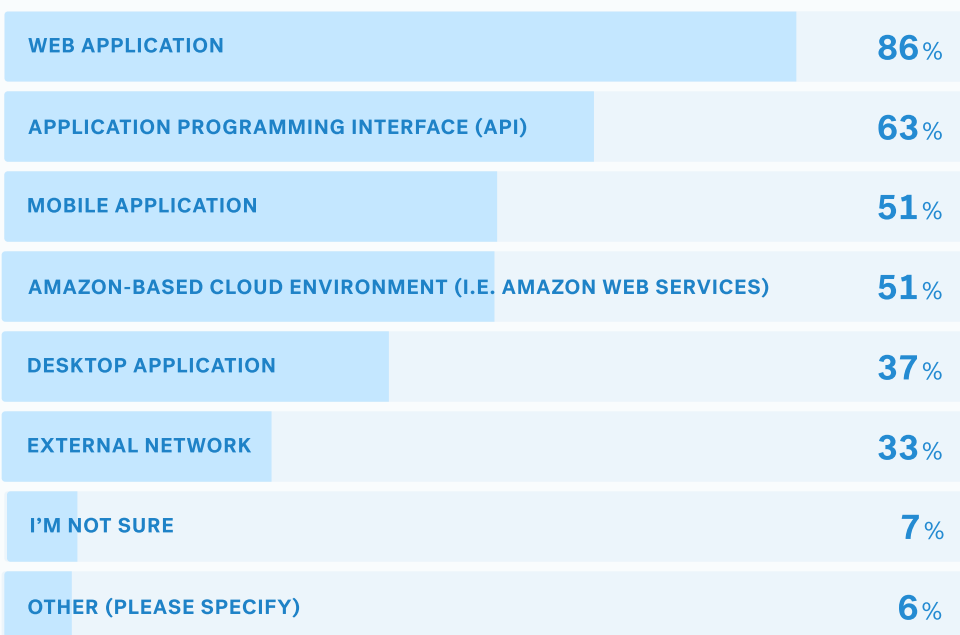 WEB APPLICATION 86%
APPLICATION PROGRAMMING INTERFACE (API) 63%
MOBILE APPLICATION 51%
AMAZON-BASED CLOUD ENVIRONMENT (I.E. AMAZON WEB SERVICES) 51%
DESKTOP APPLICATION 37%
EXTERNAL NETWORK 33%
I’M NOT SURE 7%
OTHER (PLEASE SPECIFY) 6%